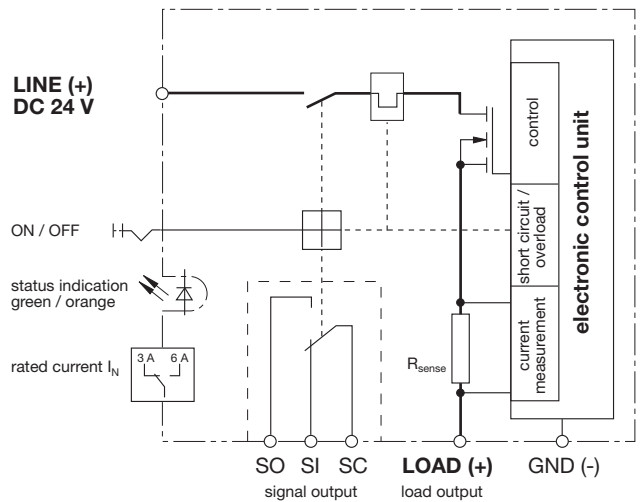 LINE (+)
DC 24 V
ON / OFF
status indication
green / orange
rated current I_N
3 A 6 A
R_sense
control
short circuit /
overload
current
measurement
electronic control unit
SO SI SC LOAD (+) GND (-)
signal output load output